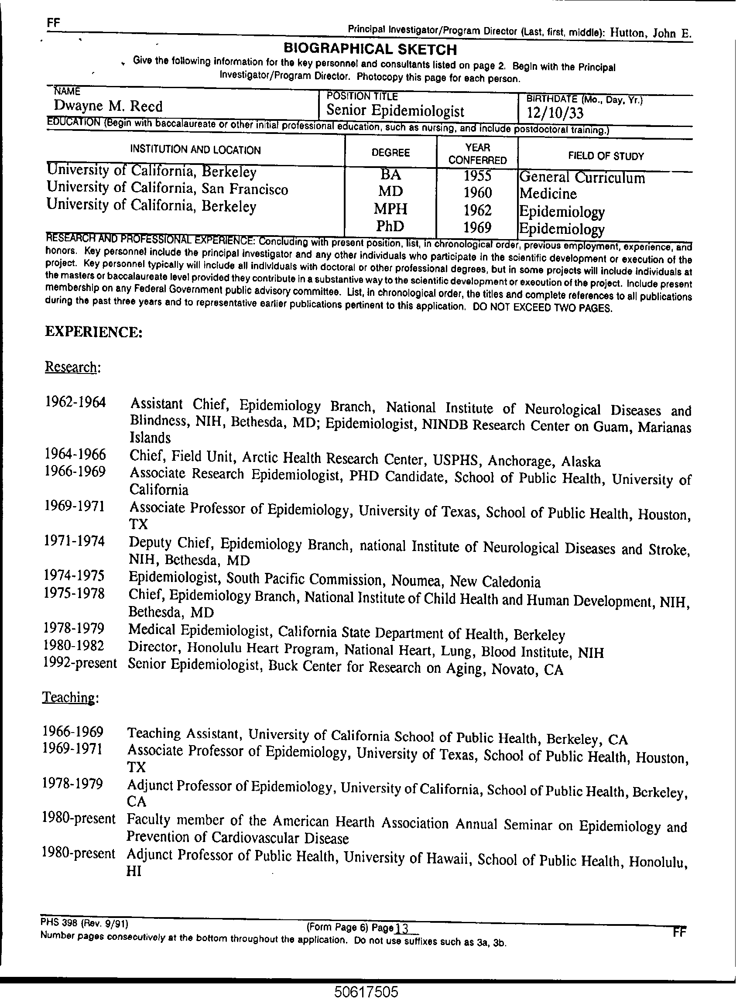 FF
Principal Investigator/Program Director (Last, first, middle): Hutton, John E.
BIOGRAPHICAL SKETCH
Give the following information for the key personnel and consultants listed on page 2. Begin with the Principal
Investigator/Program Director. Photocopy this page for each person.
NAME POSITION TITLE BIRTHDATE (Mo., Day, Yr.)
Dwayne M. Reed Senior Epidemiologist 12/10/33
EDUCATION (Begin with baccalaureate or other initial professional education, such as nursing, and include postdoctoral training.)
INSTITUTION AND LOCATION DEGREE YEAR CONFERRED FIELD OF STUDY
University of California, Berkeley BA 1955 General Curriculum
University of California, San Francisco MD 1960 Medicine
University of California, Berkeley MPH 1962 Epidemiology
PhD 1969 Epidemiology
RESEARCH AND PROFESSIONAL EXPERIENCE: Concluding with present position, list, in chronological order, previous employment, experience, and
honors. Key personnel include the principal investigator and any other individuals who participate in the scientific development or execution of the
project. Key personnel typically will include all individuals with doctoral or other professional degrees, but in some projects will include individuals at
the masters or baccalaureate level provided they contribute in a substantive way to the scientific development or execution of the project. Include present
membership on any Federal Government public advisory committee. List, in chronological order, the titles and complete references to all publications
during the past three years and to representative earlier publications pertinent to this application. DO NOT EXCEED TWO PAGES.
EXPERIENCE:
Research:
1962-1964 Assistant Chief, Epidemiology Branch, National Institute of Neurological Diseases and
Blindness, NIH, Bethesda, MD; Epidemiologist, NINDB Research Center on Guam, Marianas
Islands
1964-1966 Chief, Field Unit, Arctic Health Research Center, USPHS, Anchorage, Alaska
1966-1969 Associate Research Epidemiologist, PHD Candidate, School of Public Health, University of
California
1969-1971 Associate Professor of Epidemiology, University of Texas, School of Public Health, Houston,
TX
1971-1974 Deputy Chief, Epidemiology Branch, national Institute of Neurological Diseases and Stroke,
NIH, Bethesda, MD
1974-1975 Epidemiologist, South Pacific Commission, Noumea, New Caledonia
1975-1978 Chief, Epidemiology Branch, National Institute of Child Health and Human Development, NIH,
Bethesda, MD
1978-1979 Medical Epidemiologist, California State Department of Health, Berkeley
1980-1982 Director, Honolulu Heart Program, National Heart, Lung, Blood Institute, NIH
1992-present Senior Epidemiologist, Buck Center for Research on Aging, Novato, CA
Teaching:
1966-1969 Teaching Assistant, University of California School of Public Health, Berkeley, CA
1969-1971 Associate Professor of Epidemiology, University of Texas, School of Public Health, Houston,
TX
1978-1979 Adjunct Professor of Epidemiology, University of California, School of Public Health, Berkeley,
CA
1980-present Faculty member of the American Hearth Association Annual Seminar on Epidemiology and
Prevention of Cardiovascular Disease
1980-present Adjunct Professor of Public Health, University of Hawaii, School of Public Health, Honolulu,
HI
PHS 398 (Rev. 9/91) (Form Page 6) Page 13 FF
Number pages consecutively at the bottom throughout the application. Do not use suffixes such as 3a, 3b.
50617505